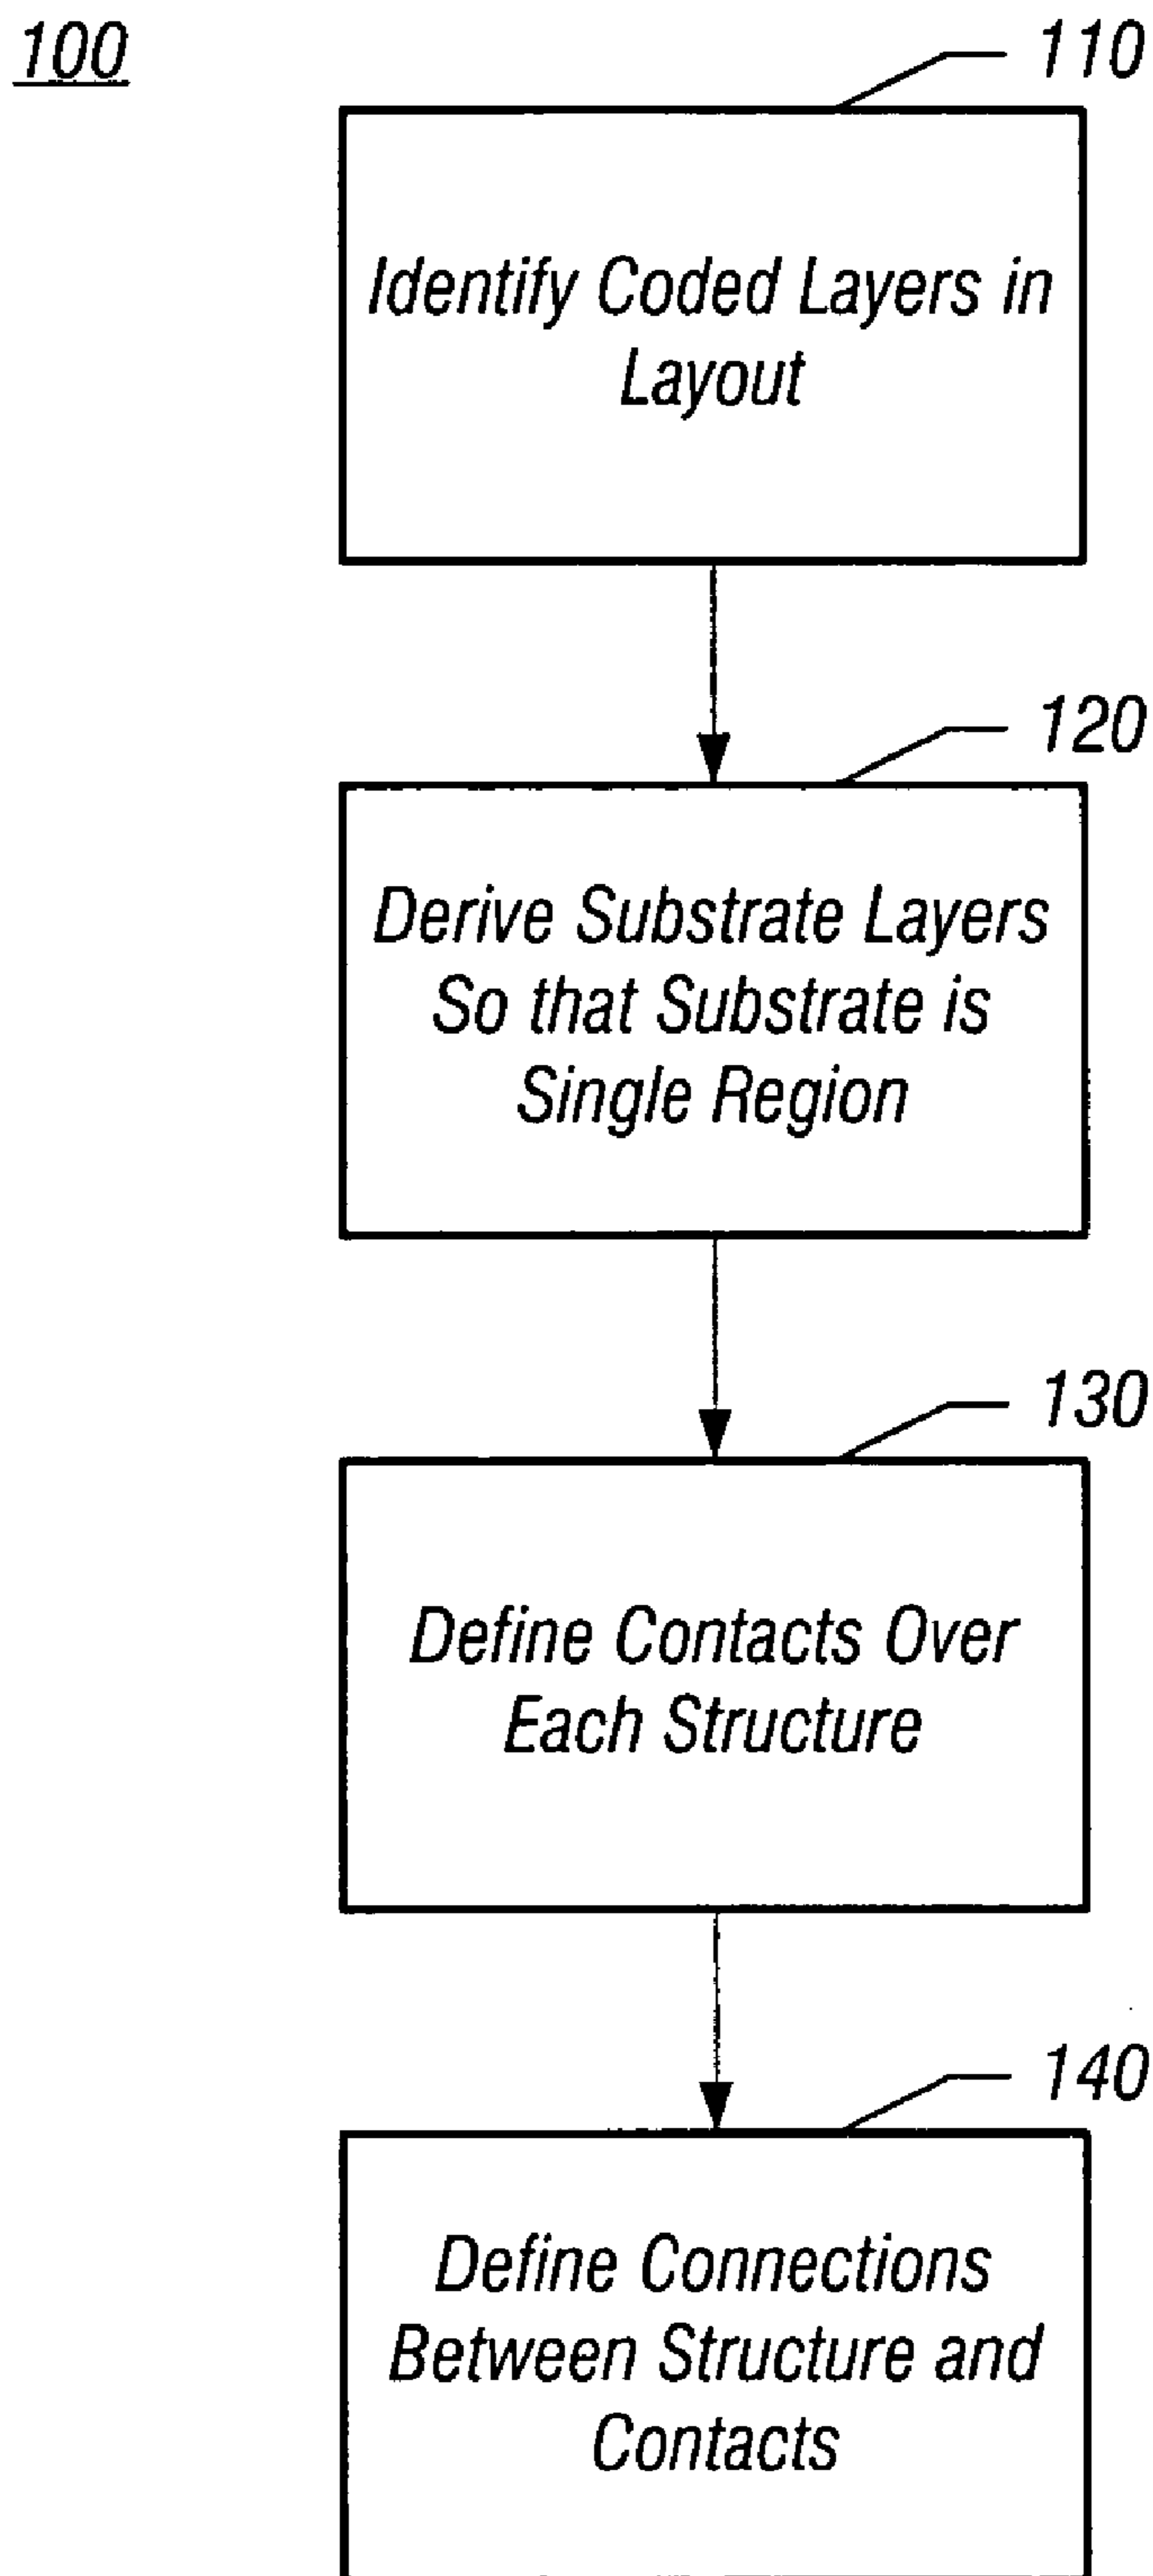 100
110
Identify Coded Layers in
Layout
120
Derive Substrate Layers
So that Substrate is
Single Region
130
Define Contacts Over
Each Structure
140
Define Connections
Between Structure and
Contacts